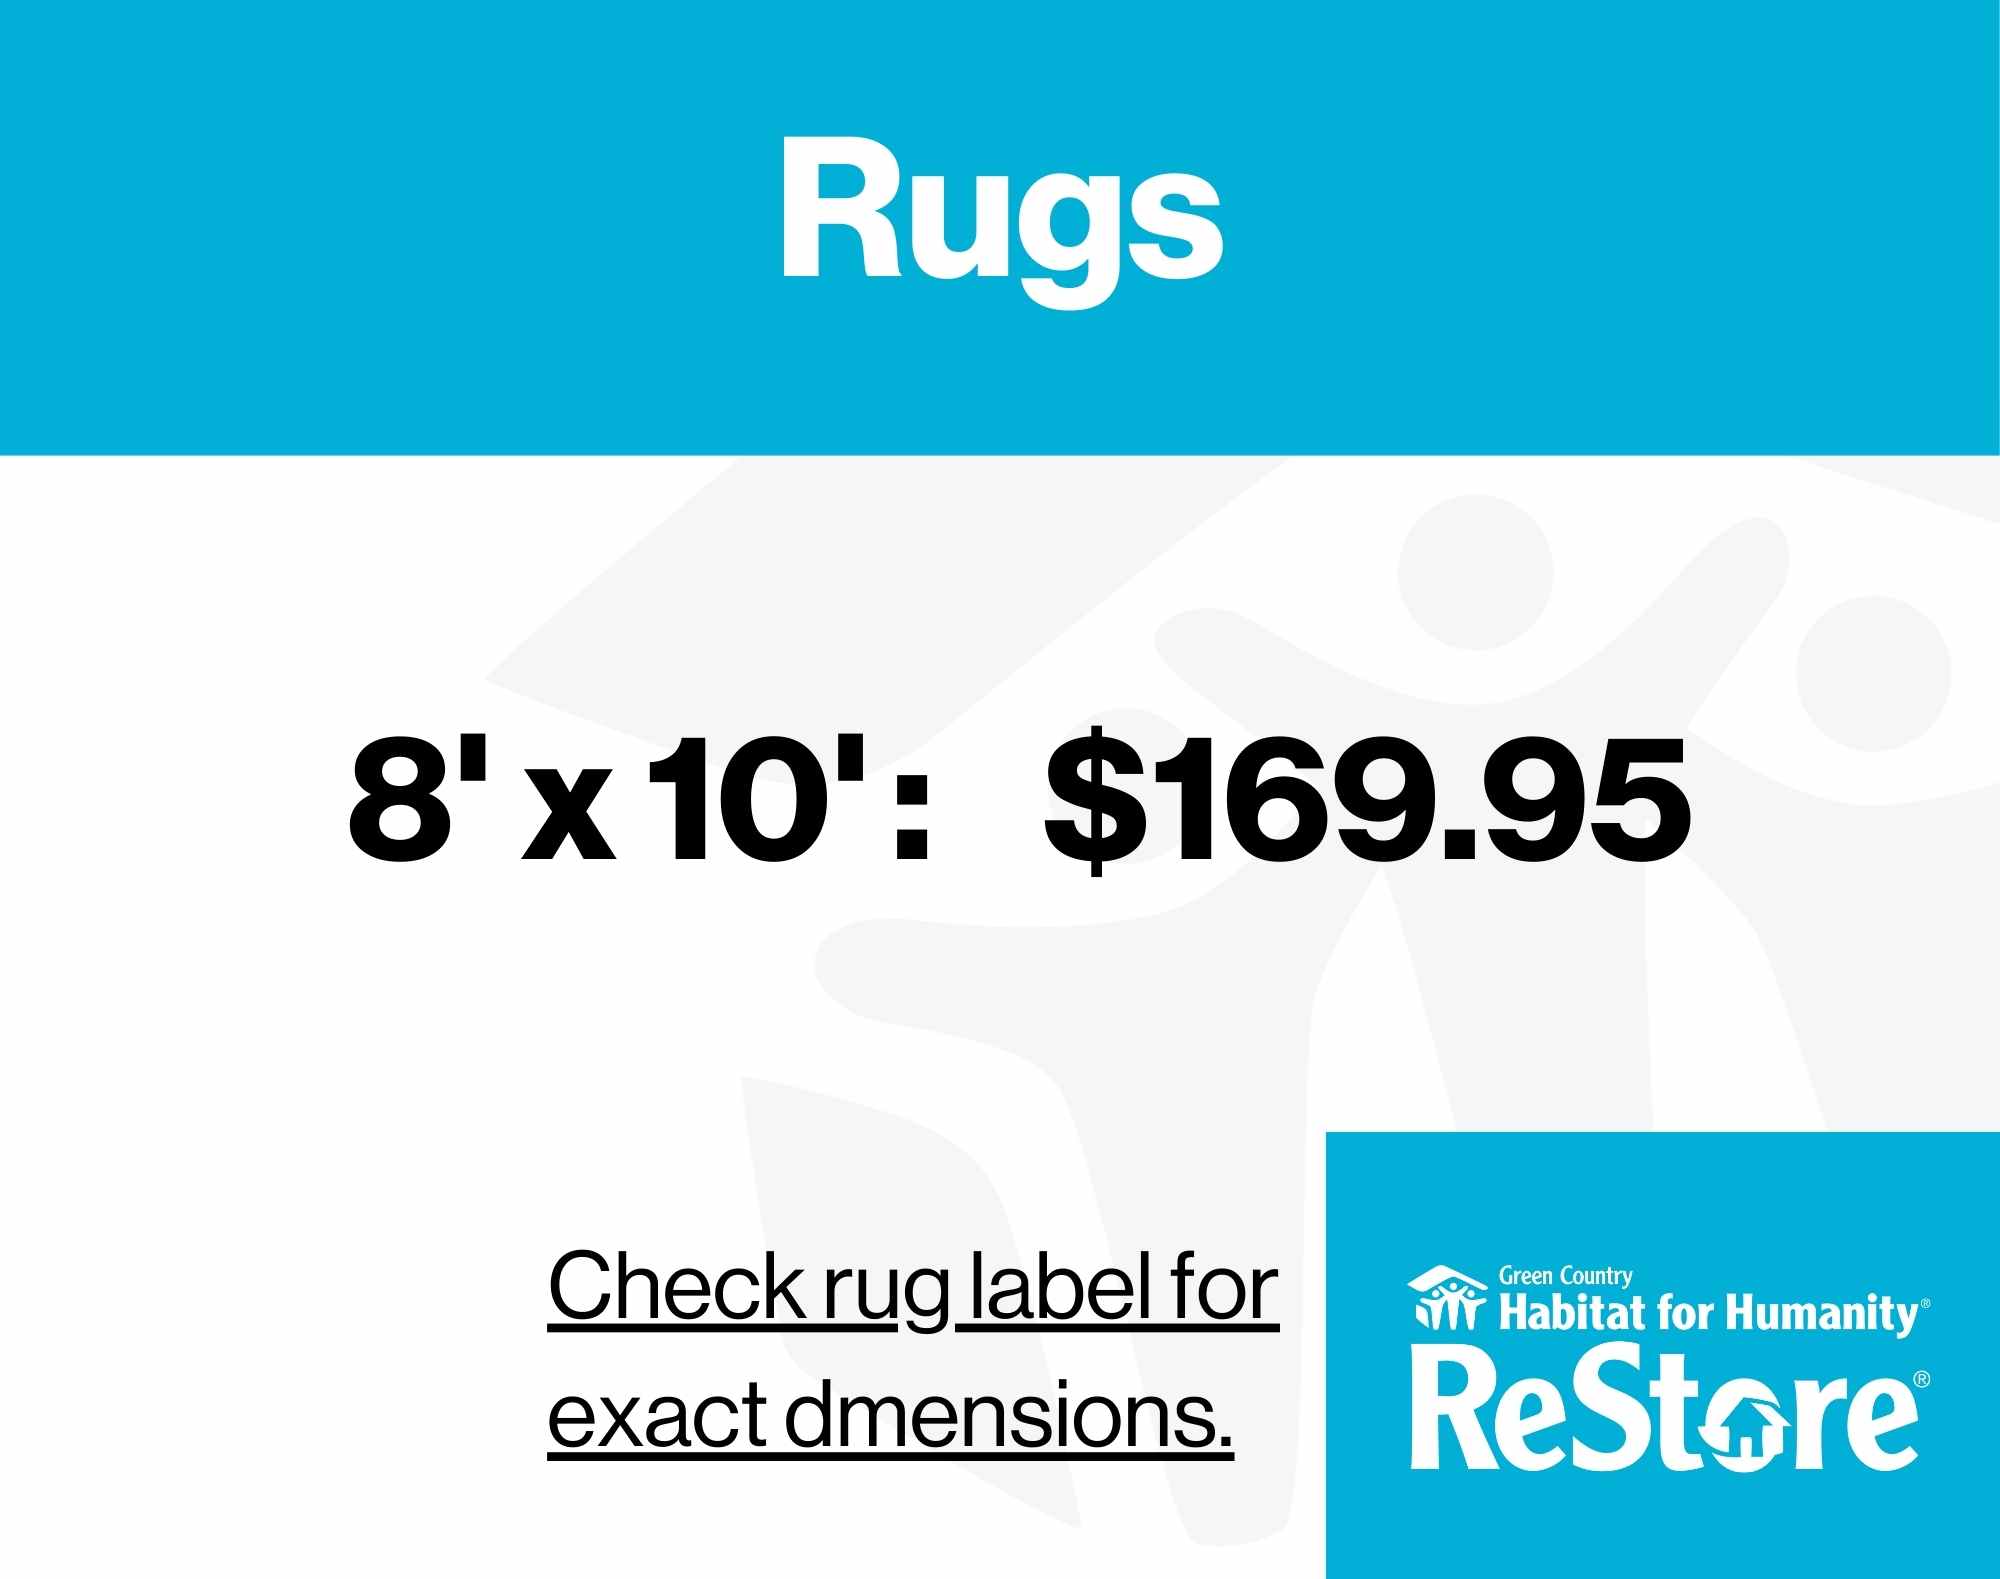 Rugs
8' x 10': $169.95
Check rug label for
exact dmensions.
Green Country
Habitat for Humanity®
ReStore®